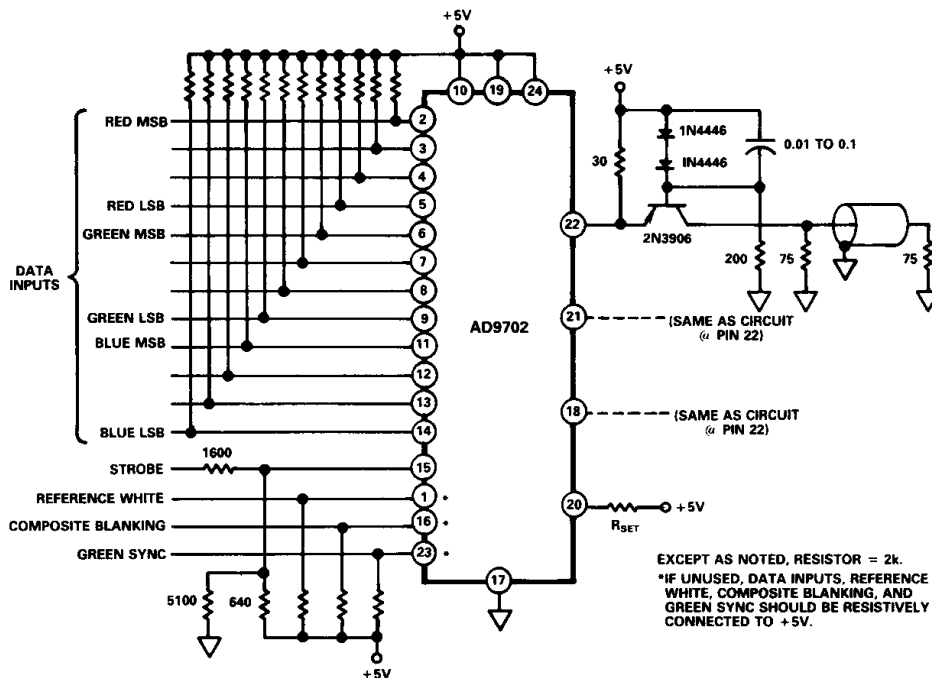 +5V
+5V
10
19
24
RED MSB
2
1N4446
3
0.01 TO 0.1
30
IN4446
4
RED LSB
5
GREEN MSB
6
22
2N3906
DATA
INPUTS
7
200
75
75
8
GREEN LSB
9
AD9702
21
(SAME AS CIRCUIT
@ PIN 22)
BLUE MSB
11
12
13
18
(SAME AS CIRCUIT
@ PIN 22)
BLUE LSB
14
1600
STROBE
15
REFERENCE WHITE
1
*
20
RSET
+5V
COMPOSITE BLANKING
16
*
GREEN SYNC
23
*
17
5100
640
+5V
EXCEPT AS NOTED, RESISTOR = 2k.
*IF UNUSED, DATA INPUTS, REFERENCE
WHITE, COMPOSITE BLANKING, AND
GREEN SYNC SHOULD BE RESISTIVELY
CONNECTED TO +5V.